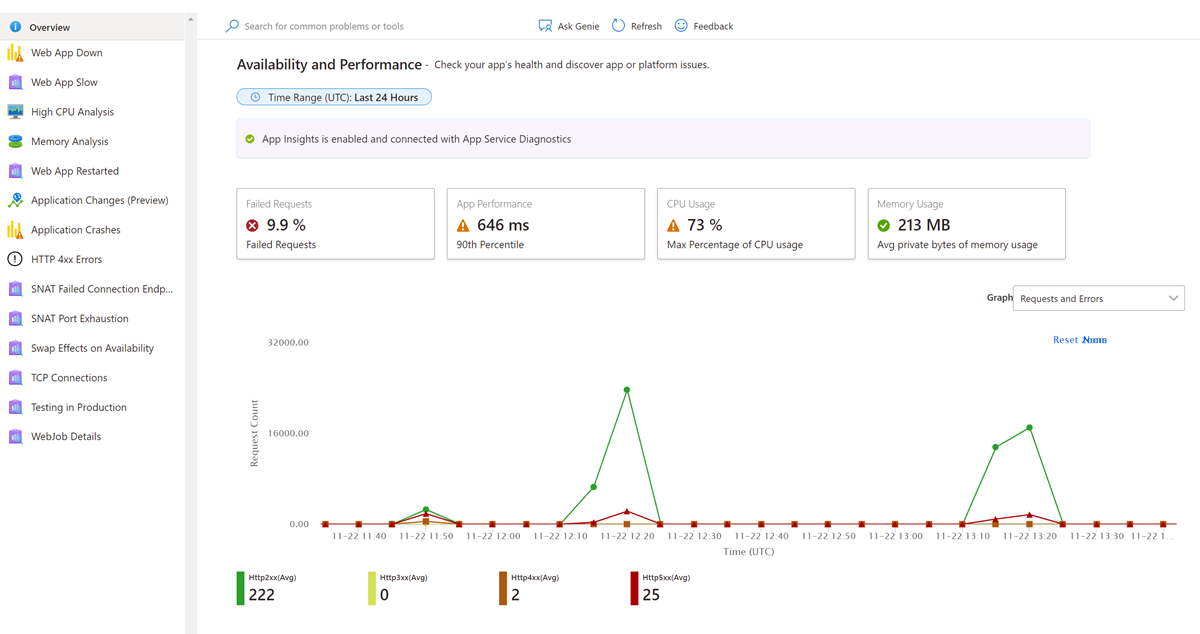 Overview
Web App Down
Web App Slow
High CPU Analysis
Memory Analysis
Web App Restarted
Application Changes (Preview)
Application Crashes
HTTP 4xx Errors
SNAT Failed Connection Endp...
SNAT Port Exhaustion
Swap Effects on Availability
TCP Connections
Testing in Production
WebJob Details
Search for common problems or tools
Ask Genie
Refresh
Feedback
Availability and Performance - Check your app's health and discover app or platform issues.
Time Range (UTC): Last 24 Hours
App Insights is enabled and connected with App Service Diagnostics
Failed Requests
9.9 %
Failed Requests
App Performance
646 ms
90th Percentile
CPU Usage
73 %
Max Percentage of CPU usage
Memory Usage
213 MB
Avg private bytes of memory usage
Graph
Requests and Errors
Reset
32000.00
16000.00
0.00
Request Count
11-22 11:40
11-22 11:50
11-22 12:00
11-22 12:10
11-22 12:20
11-22 12:30
11-22 12:40
11-22 12:50
11-22 13:00
11-22 13:10
11-22 13:20
11-22 13:30
11-22 1...
Time (UTC)
Http2xx(Avg)
222
Http3xx(Avg)
0
Http4xx(Avg)
2
Http5xx(Avg)
25